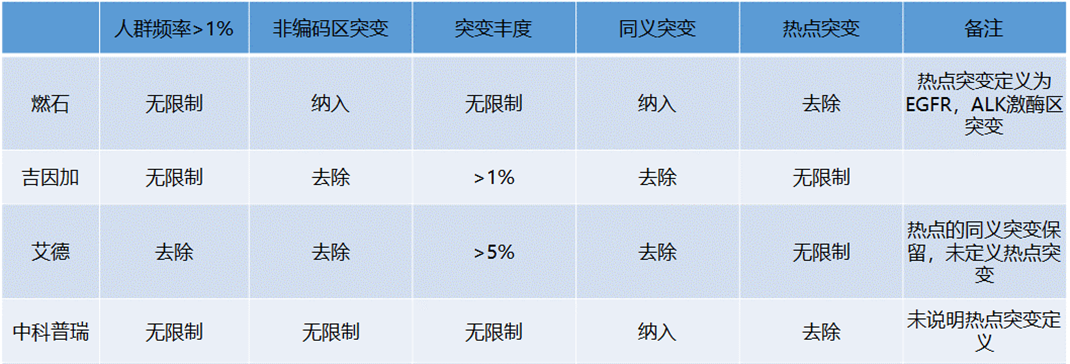 人群频率>1% 非编码区突变 突变丰度 同义突变 热点突变 备注
燃石 无限制 纳入 无限制 纳入 去除 热点突变定义为
EGFR，ALK激酶区
突变
吉因加 无限制 去除 >1% 去除 无限制
艾德 去除 去除 >5% 去除 无限制 热点的同义突变保
留，未定义热点突
变
中科普瑞 无限制 无限制 无限制 纳入 去除 未说明热点突变定
义